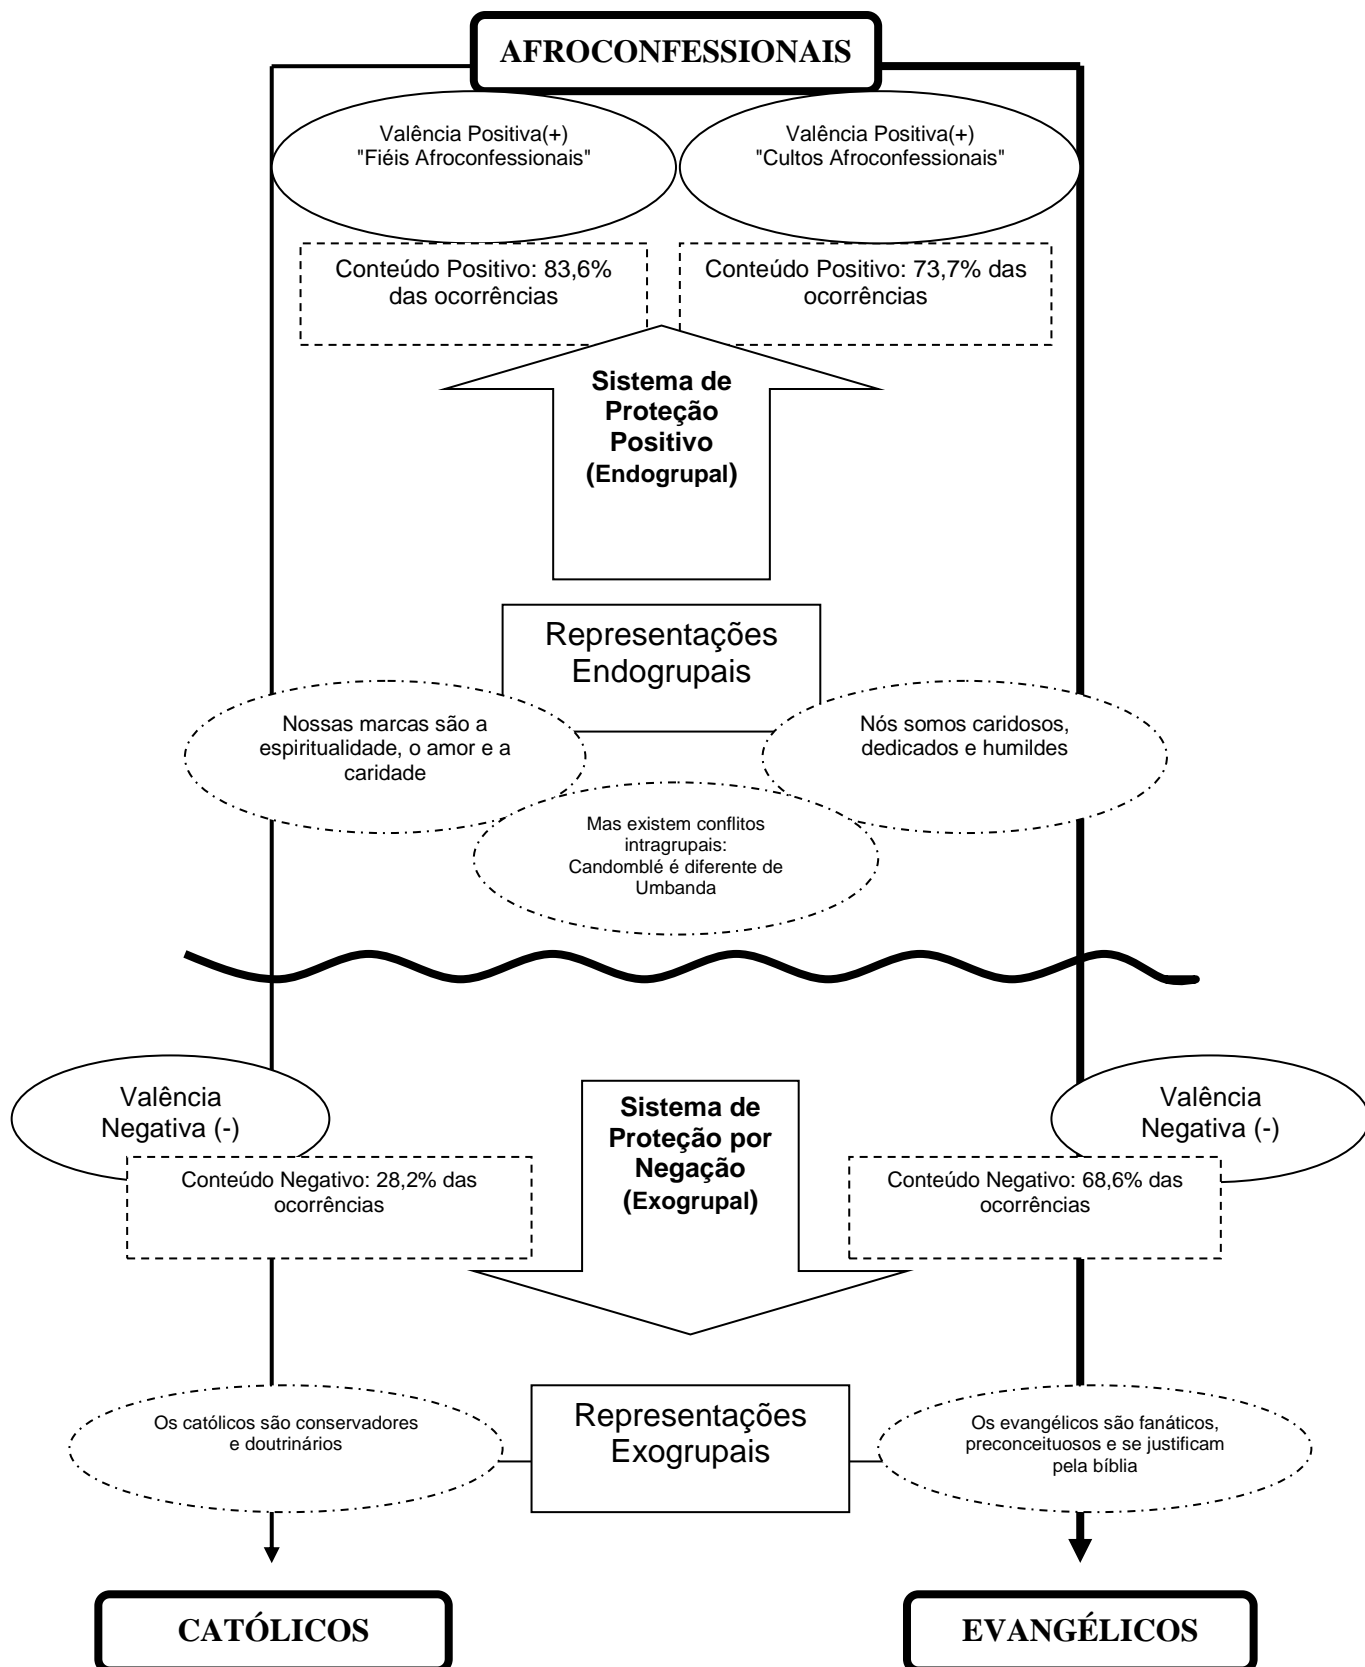 AFROCONFESSIONAIS
Valência Positiva(+)
"Fiéis Afroconfessionais"
Valência Positiva(+)
"Cultos Afroconfessionais"
Conteúdo Positivo: 83,6%
das ocorrências
Conteúdo Positivo: 73,7% das
ocorrências
Sistema de
Proteção
Positivo
(Endogrupal)
Representações
Endogrupais
Nossas marcas são a
espiritualidade, o amor e a
caridade
Nós somos caridosos,
dedicados e humildes
Mas existem conflitos
intragrupais:
Candomblé é diferente de
Umbanda
Valência
Negativa (-)
Sistema de
Proteção por
Negação
(Exogrupal)
Valência
Negativa (-)
Conteúdo Negativo: 28,2% das
ocorrências
Conteúdo Negativo: 68,6% das
ocorrências
Os católicos são conservadores
e doutrinários
Representações
Exogrupais
Os evangélicos são fanáticos,
preconceituosos e se justificam
pela bíblia
CATÓLICOS
EVANGÉLICOS